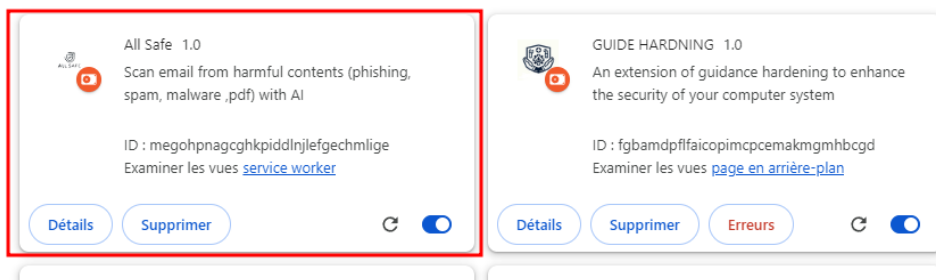 All Safe 1.0
Scan email from harmful contents (phishing,
spam, malware ,pdf) with AI
ID : megohpnagcghkpiddlnjlefgechmlige
Examiner les vues service worker
Détails
Supprimer
GUIDE HARDNING 1.0
An extension of guidance hardening to enhance
the security of your computer system
ID : fgbamdpflfaicopimcpcemakmgmhbcgd
Examiner les vues page en arrière-plan
Détails
Supprimer
Erreurs